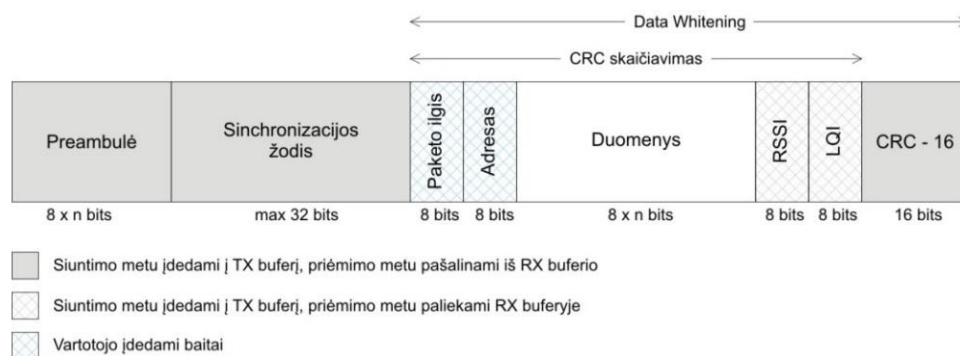 Data Whitening
CRC skaičiavimas
Preambulė
Sinchronizacijos
žodis
Paketo ilgis
Adresas
Duomenys
RSSI
LQI
CRC - 16
8 x n bits
max 32 bits
8 bits
8 bits
8 x n bits
8 bits
8 bits
16 bits
Siuntimo metu įdedami į TX buferį, priėmimo metu pašalinami iš RX buferio
Siuntimo metu įdedami į TX buferį, priėmimo metu paliekami RX buferyje
Vartotojo įdedami baitai